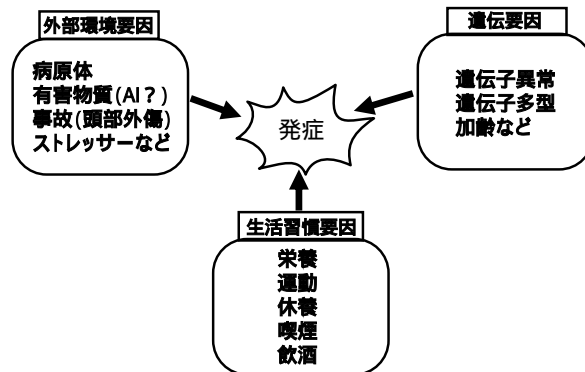 外部環境要因
病原体
有害物質(Al?)
事故(頭部外傷)
ストレッサーなど
遺伝要因
遺伝子異常
遺伝子多型
加齢など
発症
生活習慣要因
栄養
運動
休養
喫煙
飲酒